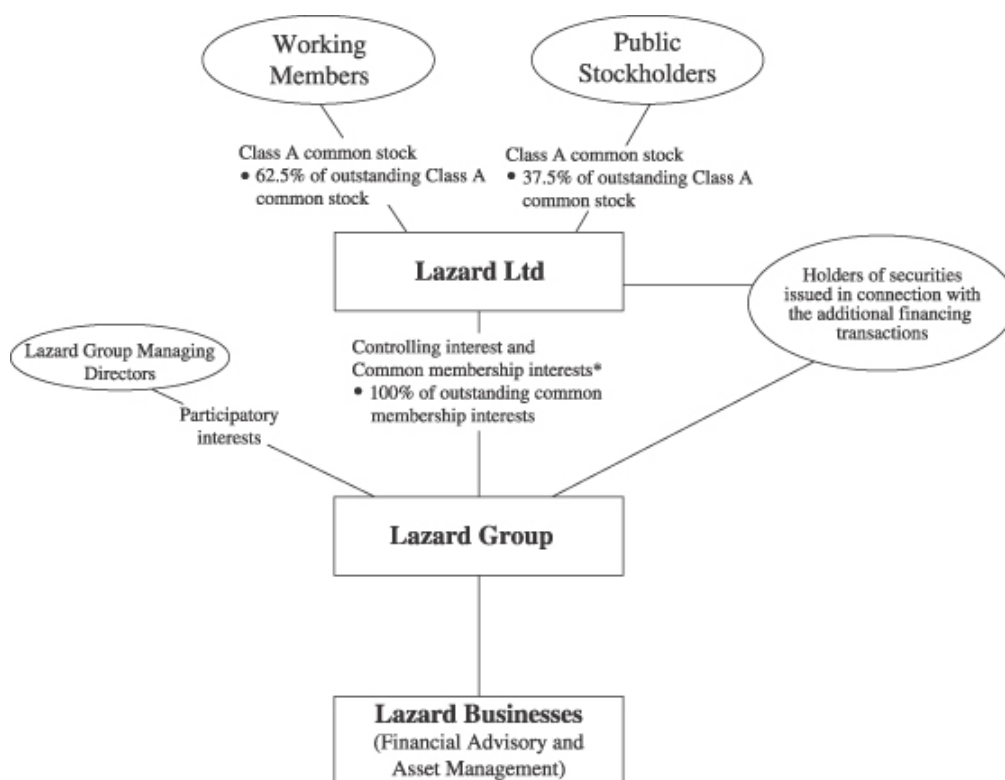 Working
Members
Public
Stockholders
Class A common stock
• 62.5% of outstanding Class A
common stock
Class A common stock
• 37.5% of outstanding Class A
common stock
Lazard Ltd
Holders of securities
issued in connection with
the additional financing
transactions
Lazard Group Managing
Directors
Controlling interest and
Common membership interests*
• 100% of outstanding common
membership interests
Participatory
interests
Lazard Group
Lazard Businesses
(Financial Advisory and
Asset Management)